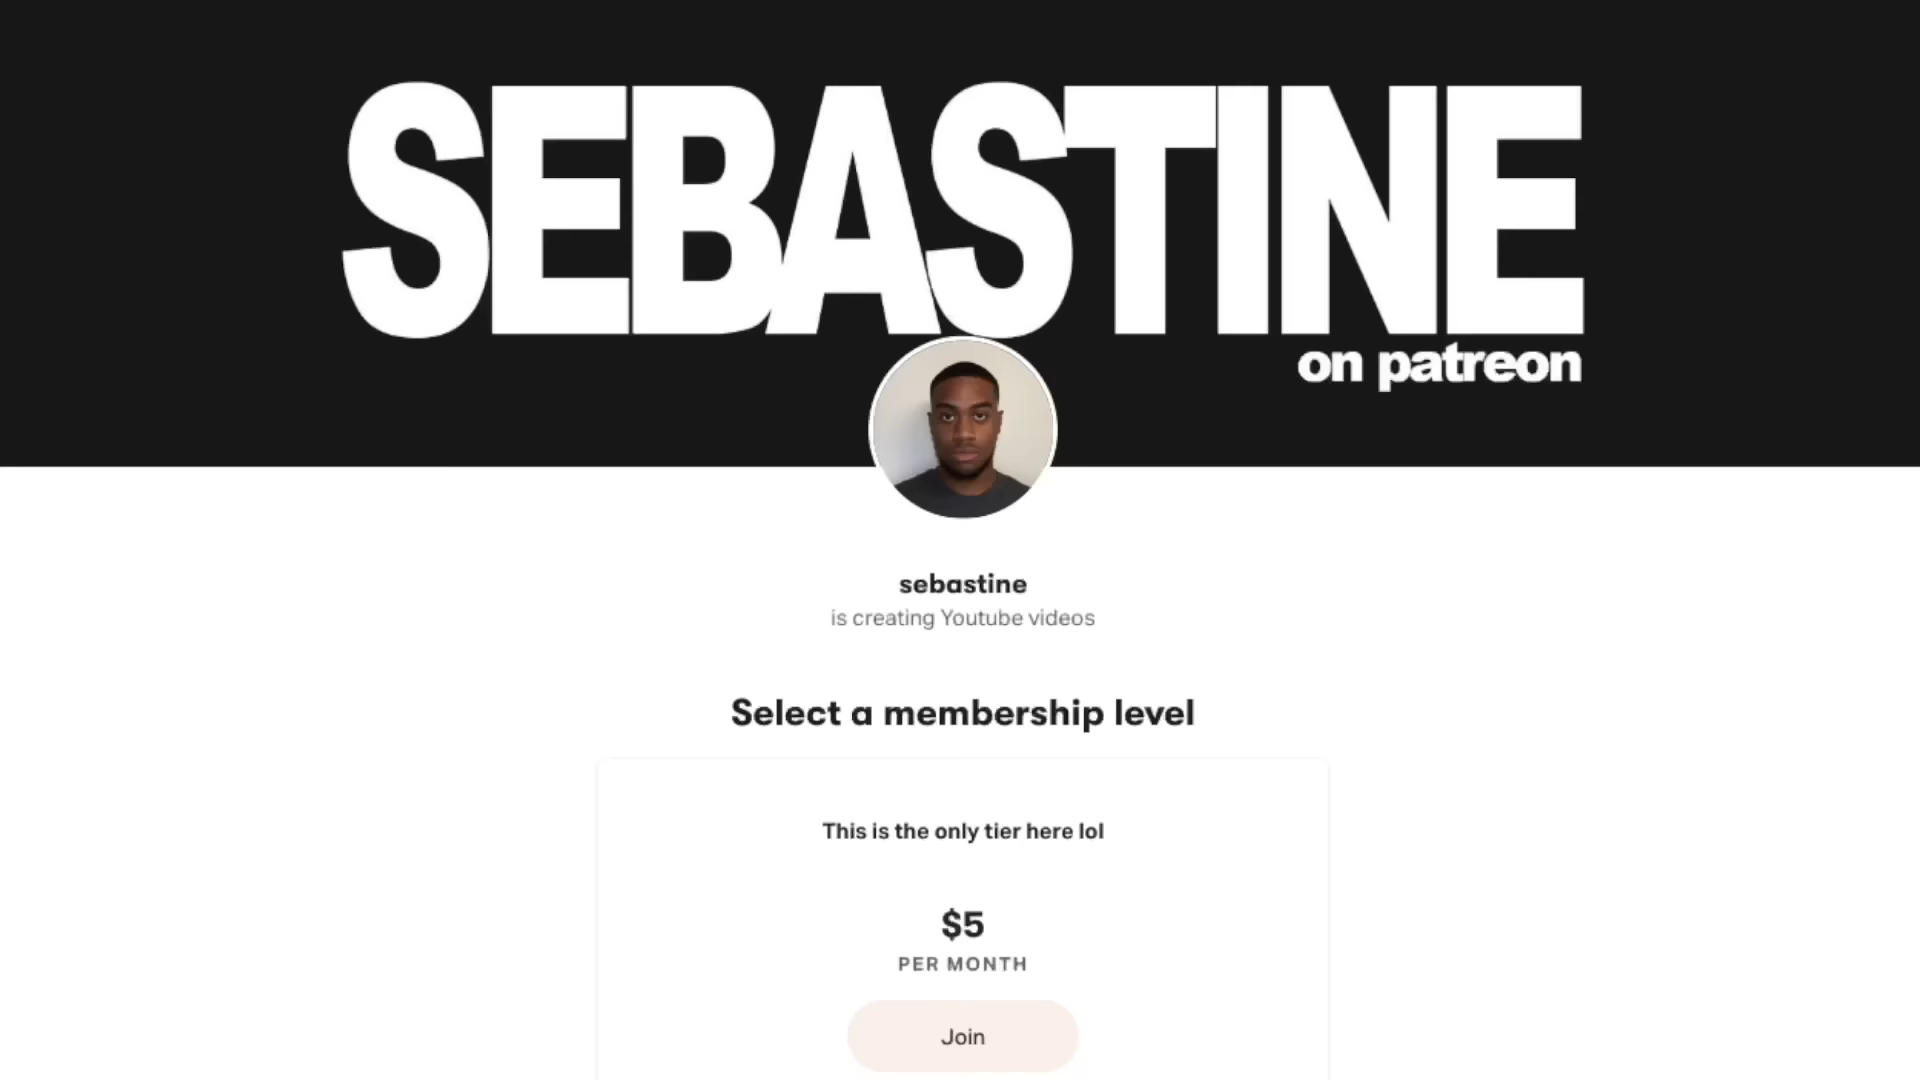 SEBASTINE
on patreon
sebastine
is creating Youtube videos
Select a membership level
This is the only tier here lol
$5
PER MONTH
Join